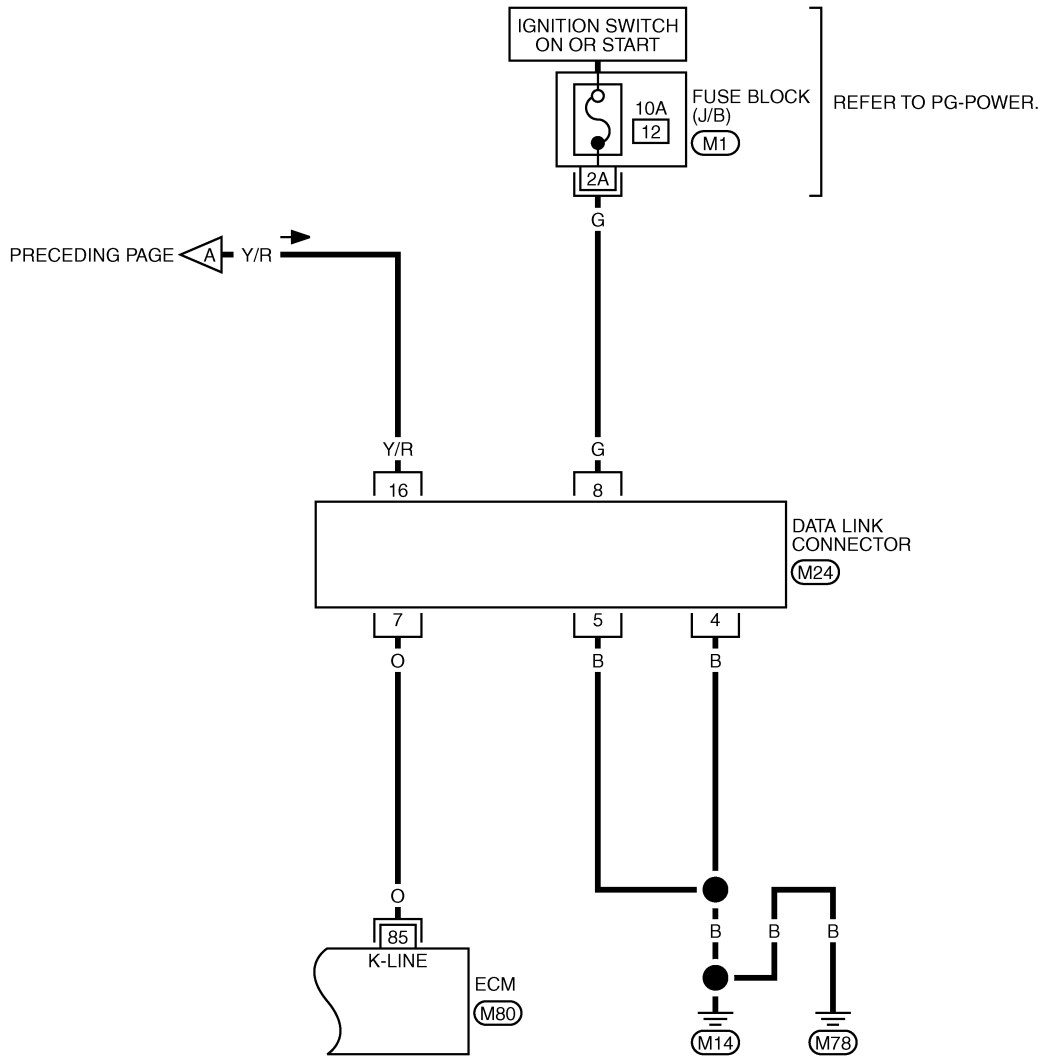 IGNITION SWITCH
ON OR START
10A
12
FUSE BLOCK
(J/B)
M1
REFER TO PG-POWER.
2A
G
PRECEDING PAGE
A
Y/R
Y/R
G
16
8
DATA LINK
CONNECTOR
M24
7
5
4
O
B
B
O
B
B
B
85
K-LINE
ECM
M80
M14
M78